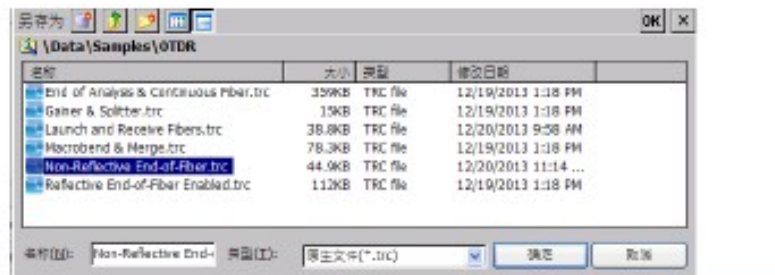 另存为 OK ×
\Data\Samples\OTDR
名称 大小 类型 修改日期
End of Analysis & Continuous Fiber.trc 359KB TRC file 12/19/2013 1:18 PM
Gainer & Splitter.trc 15KB TRC file 12/19/2013 1:18 PM
Launch and Receive Fibers.trc 38.8KB TRC file 12/20/2013 9:58 AM
Macrobend & Merge.trc 78.3KB TRC file 12/19/2013 1:18 PM
Non-Reflective End-of-Fiber.trc 44.9KB TRC file 12/20/2013 11:14 ...
Reflective End-of-Fiber Enabled.trc 112KB TRC file 12/19/2013 1:18 PM
名称(N): Non-Reflective End- 类型(T): 原生文件(*.trc) 确定 取消